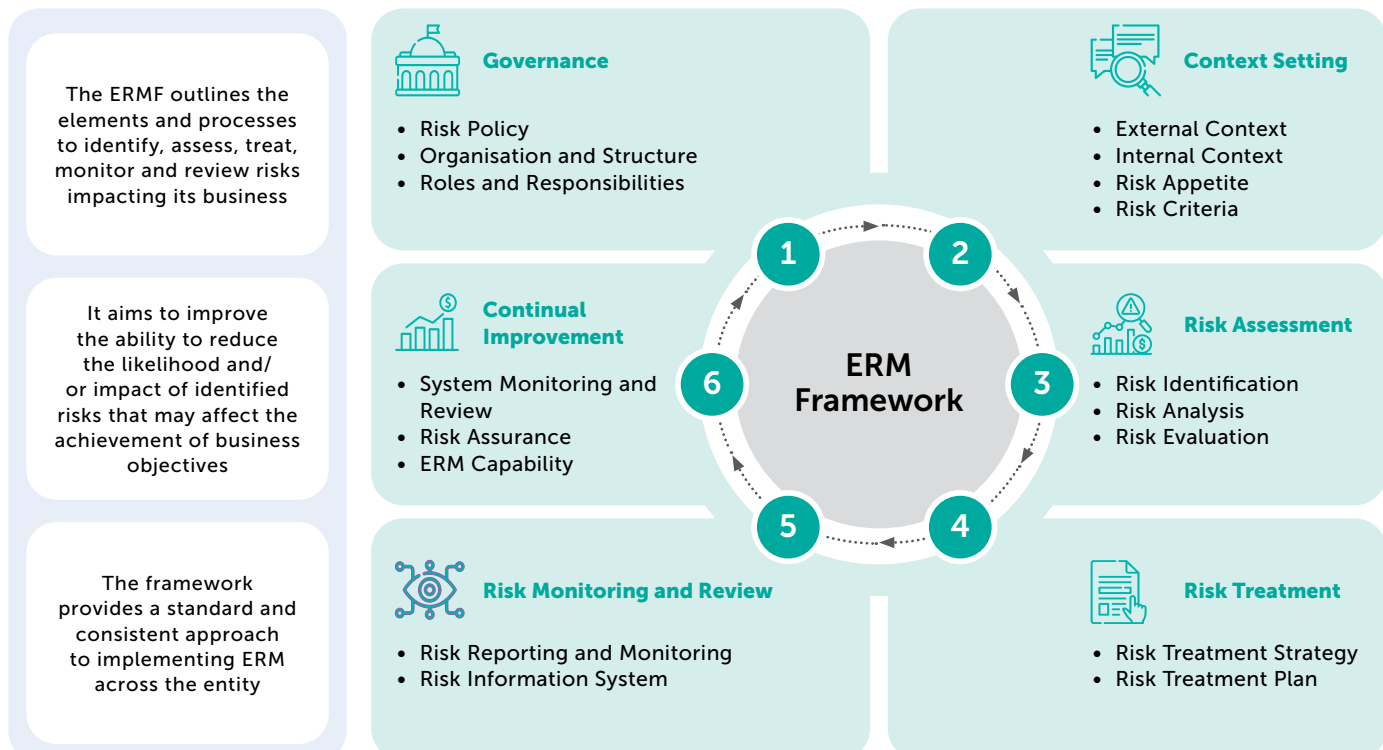 The ERMF outlines the
elements and processes
to identify, assess, treat,
monitor and review risks
impacting its business
It aims to improve
the ability to reduce
the likelihood and/
or impact of identified
risks that may affect the
achievement of business
objectives
The framework
provides a standard and
consistent approach
to implementing ERM
across the entity
Governance
• Risk Policy
• Organisation and Structure
• Roles and Responsibilities
Context Setting
• External Context
• Internal Context
• Risk Appetite
• Risk Criteria
1
2
Continual
Improvement
• System Monitoring and
Review
• Risk Assurance
• ERM Capability
6
ERM
Framework
3
$
Risk Assessment
$
• Risk Identification
• Risk Analysis
• Risk Evaluation
5
4
Risk Monitoring and Review
• Risk Reporting and Monitoring
• Risk Information System
Risk Treatment
• Risk Treatment Strategy
• Risk Treatment Plan